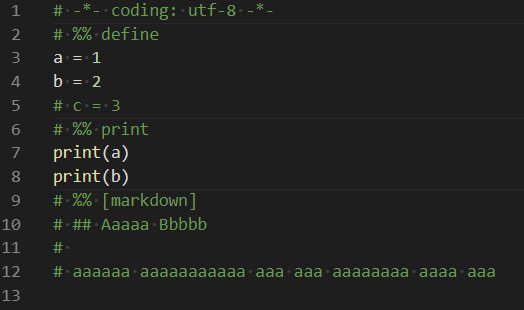 1 # -*- coding: utf-8 -*-
2 # %% define
3 a = 1
4 b = 2
5 # c = 3
6 # %% print
7 print(a)
8 print(b)
9 # %% [markdown]
10 # ## Aaaaa Bbbbb
11 #
12 # aaaaaa aaaaaaaaaaa aaa aaa aaaaaaaa aaaa aaa
13